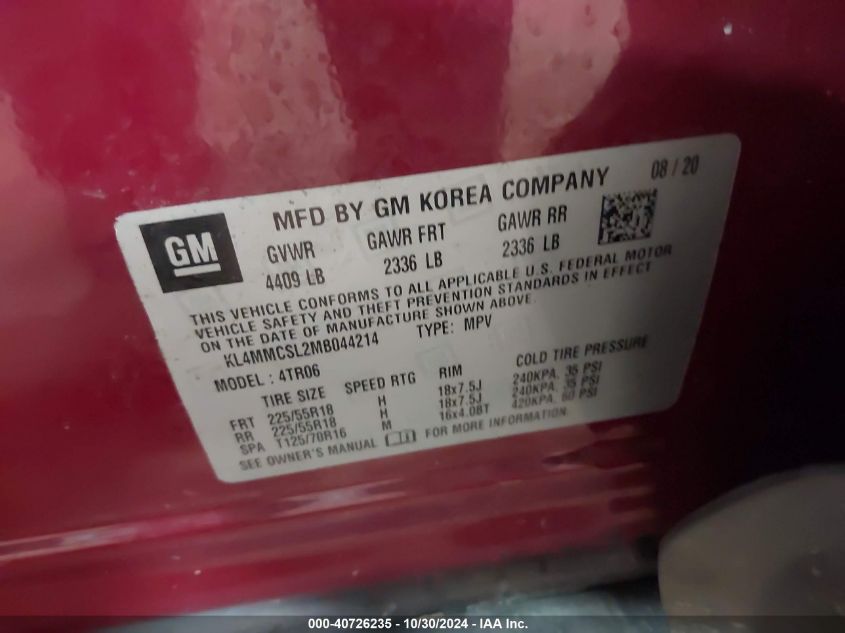 08 / 20
MFD BY GM KOREA COMPANY
GM
GVWR GAWR FRT GAWR RR
4409 LB 2336 LB 2336 LB
THIS VEHICLE CONFORMS TO ALL APPLICABLE U.S. FEDERAL MOTOR
VEHICLE SAFETY AND THEFT PREVENTION STANDARDS IN EFFECT
ON THE DATE OF MANUFACTURE SHOWN ABOVE.
KL4MMCSL2MB044214 TYPE: MPV
MODEL : 4TR06
TIRE SIZE SPEED RTG RIM COLD TIRE PRESSURE
FRT 225/55R18 H 18x7.5J 240KPA. 35 PSI
RR 225/55R18 H 18x7.5J 240KPA. 35 PSI
SPA T125/70R16 M 16x4.0BT 420KPA. 60 PSI
SEE OWNER'S MANUAL FOR MORE INFORMATION
000-40726235 - 10/30/2024 - IAA Inc.